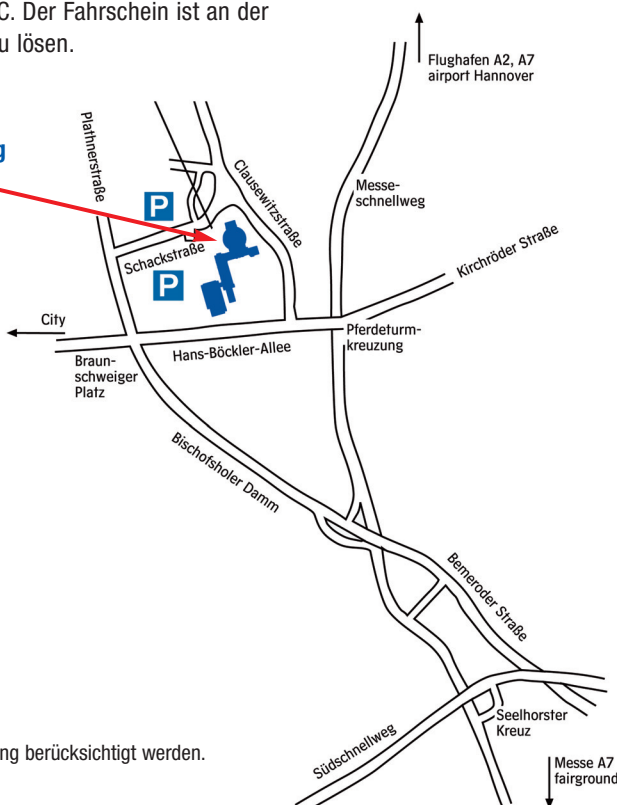 C. Der Fahrschein ist an der
u lösen.
Flughafen A2, A7
airport Hannover
Plathnerstraße
g
Clausewitzstraße
P
Messe-
schnellweg
Schackstraße
Kirchröder Straße
P
City
Hans-Böckler-Allee
Pferdeturm-
kreuzung
Braun-
schweiger
Platz
Bischofsholer Damm
Bemeroder Straße
Seelhorster
Kreuz
Südschnellweg
ng berücksichtigt werden.
Messe A7
fairground